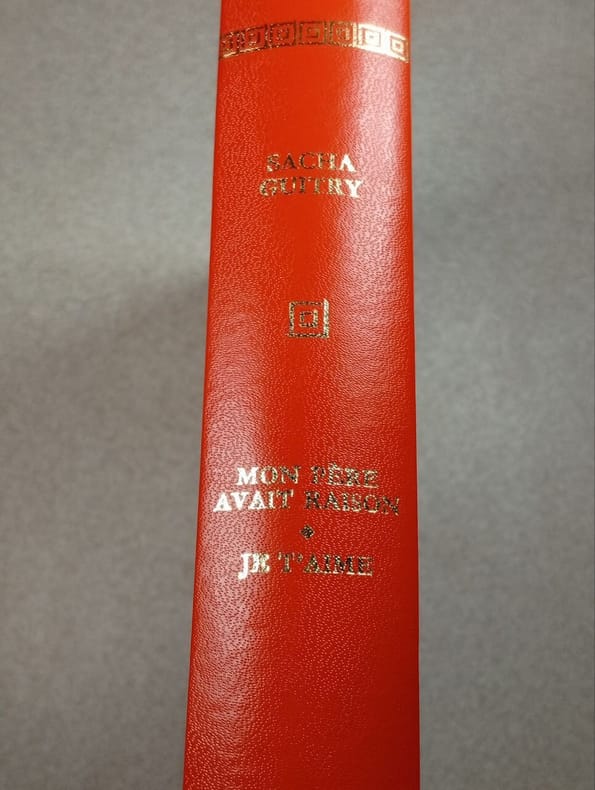 SACHA
GUITRY
MON PÈRE
AVAIT RAISON
JE T'AIME